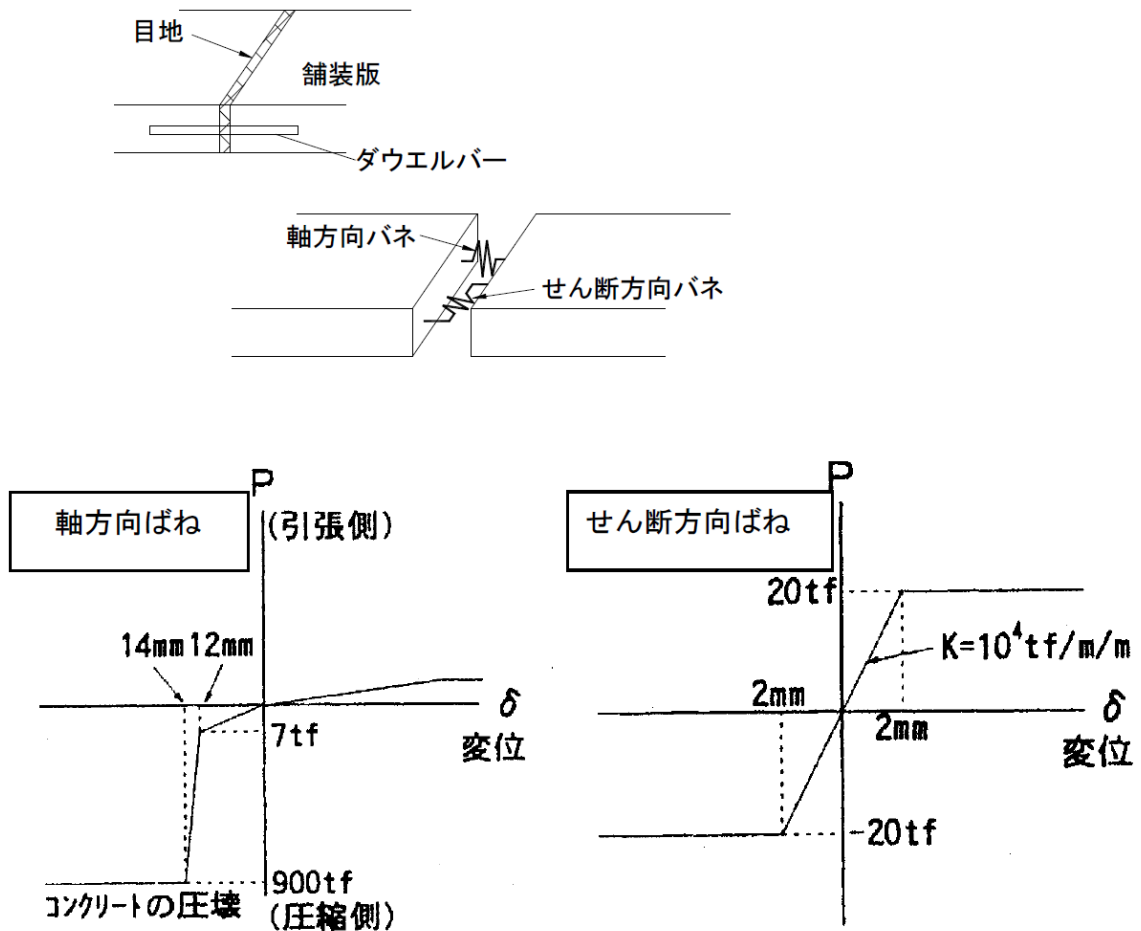 目地
舗装版
ダウエルバー
軸方向バネ
せん断方向バネ
軸方向ばね
P
(引張側)
14mm 12mm
7tf
δ
変位
900tf
コンクリートの圧壊
(圧縮側)
せん断方向ばね
P
20tf
K=10⁴tf/m/m
2mm
2mm
δ
変位
20tf